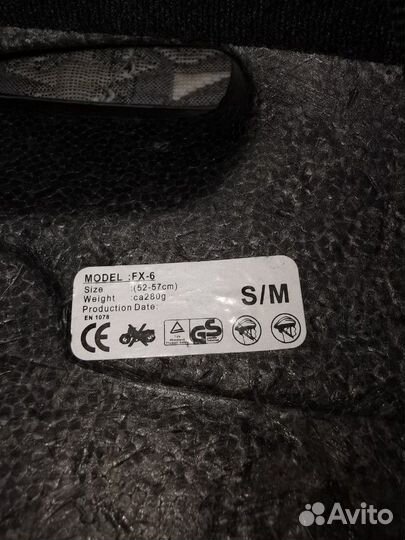 MODEL :FX-6
Size :(52-57cm)
Weight :ca280g
Production Date:
EN 1078
S/M
CE
GS
Avito